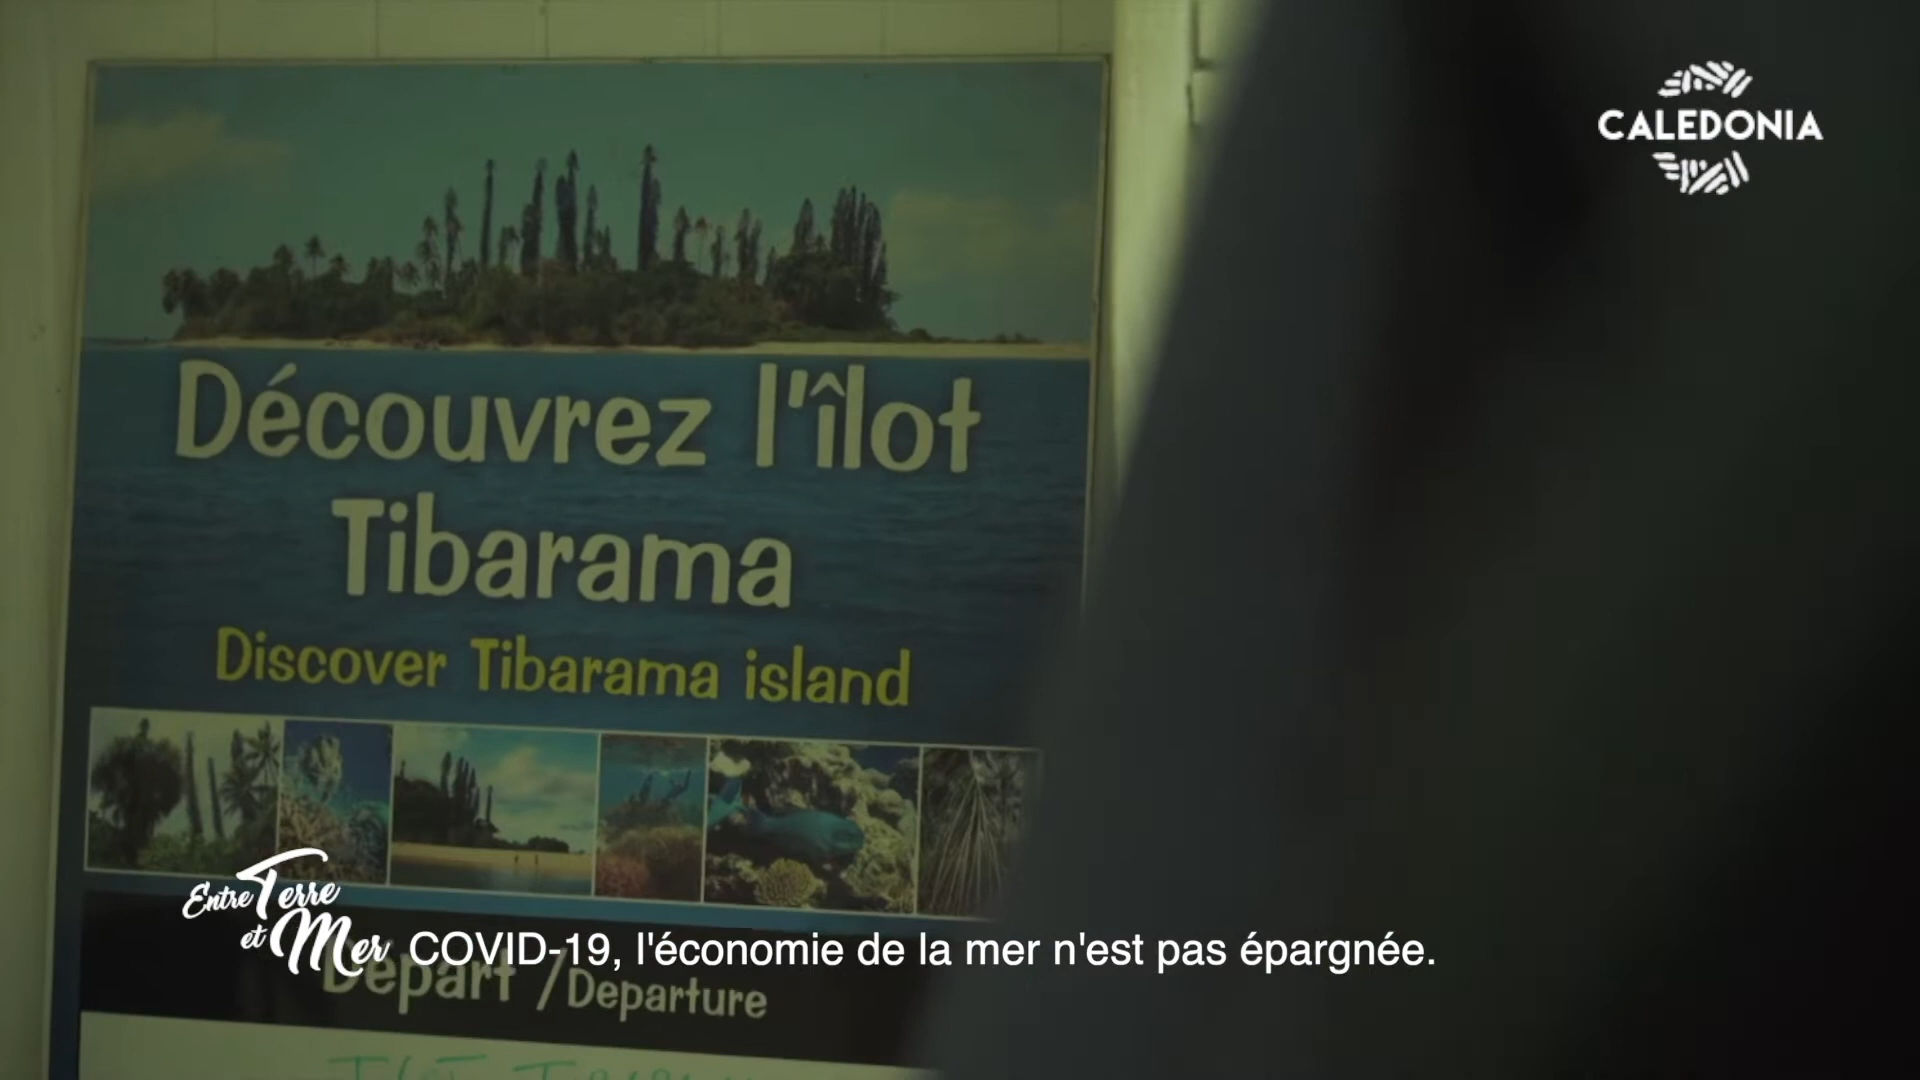 CALEDONIA
Découvrez l'îlot
Tibarama
Discover Tibarama island
Entre Terre
et Mer
COVID-19, l'économie de la mer n'est pas épargnée.
Départ / Departure